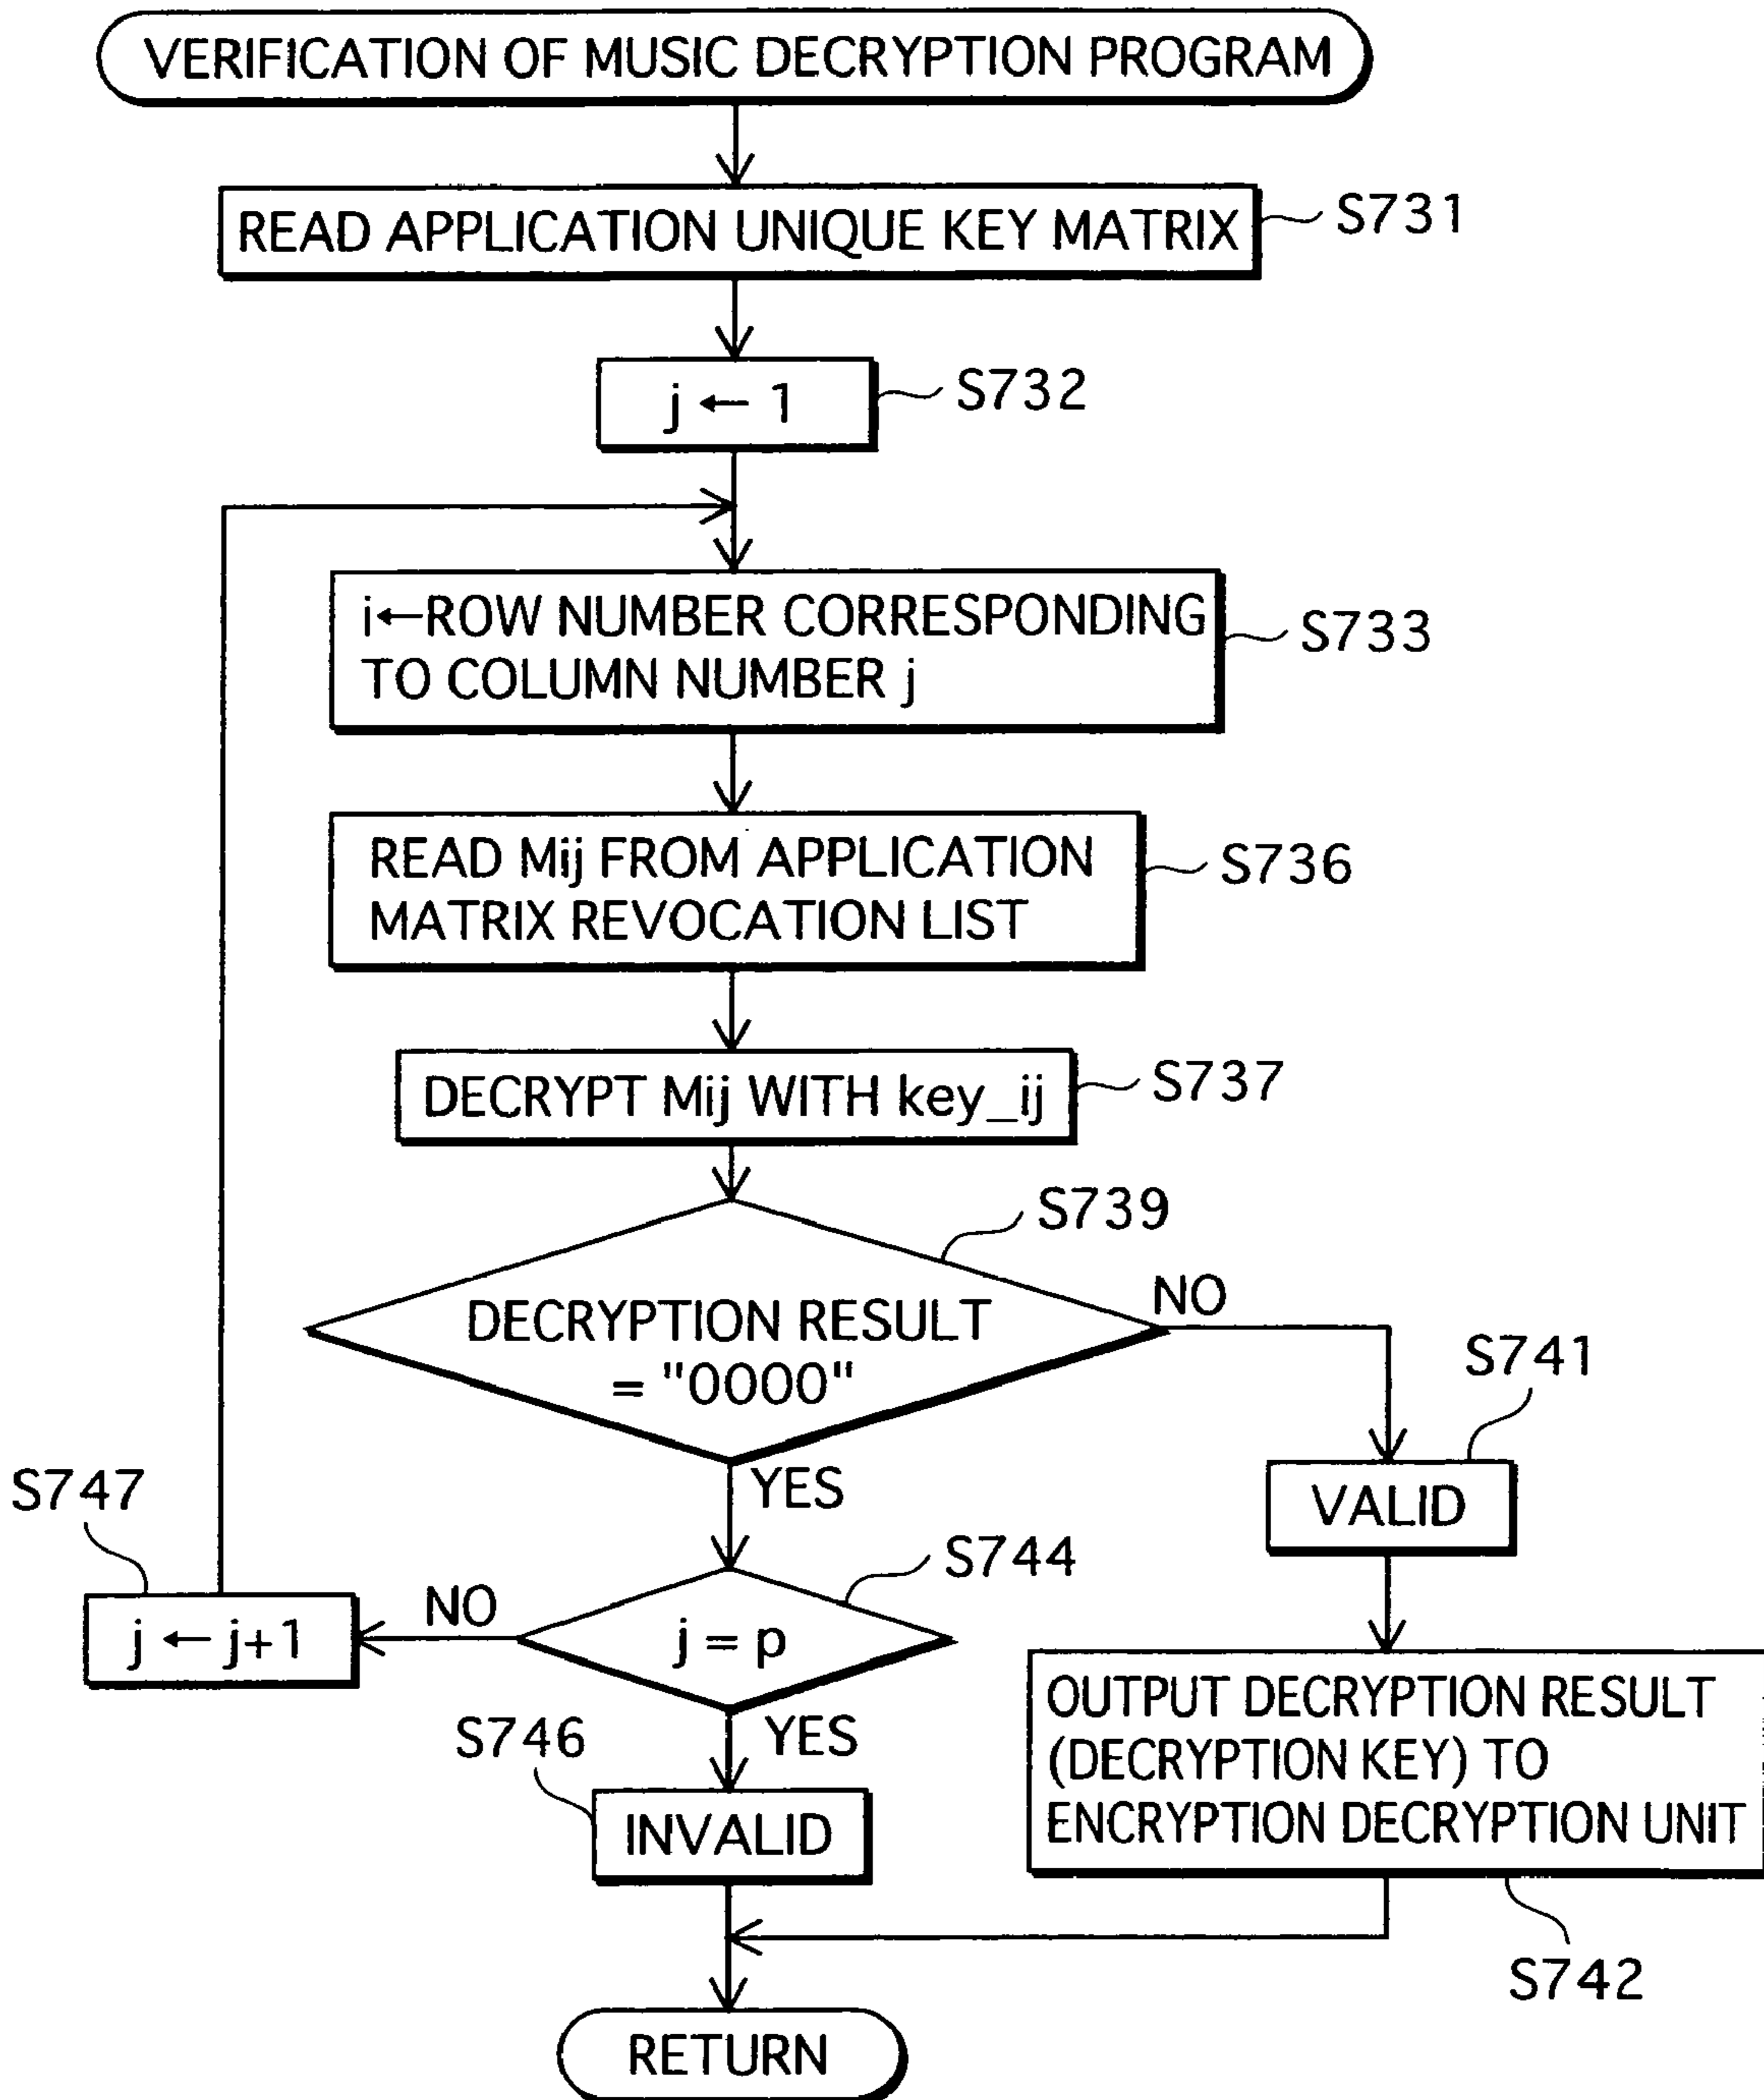 VERIFICATION OF MUSIC DECRYPTION PROGRAM
READ APPLICATION UNIQUE KEY MATRIX
S731
j ← 1
S732
i←ROW NUMBER CORRESPONDING
TO COLUMN NUMBER j
S733
READ Mij FROM APPLICATION
MATRIX REVOCATION LIST
S736
DECRYPT Mij WITH key_ij
S737
S739
DECRYPTION RESULT
= "0000"
NO
S741
VALID
YES
S747
S744
j ← j+1
NO
j = p
OUTPUT DECRYPTION RESULT
(DECRYPTION KEY) TO
ENCRYPTION DECRYPTION UNIT
S746
YES
INVALID
S742
RETURN